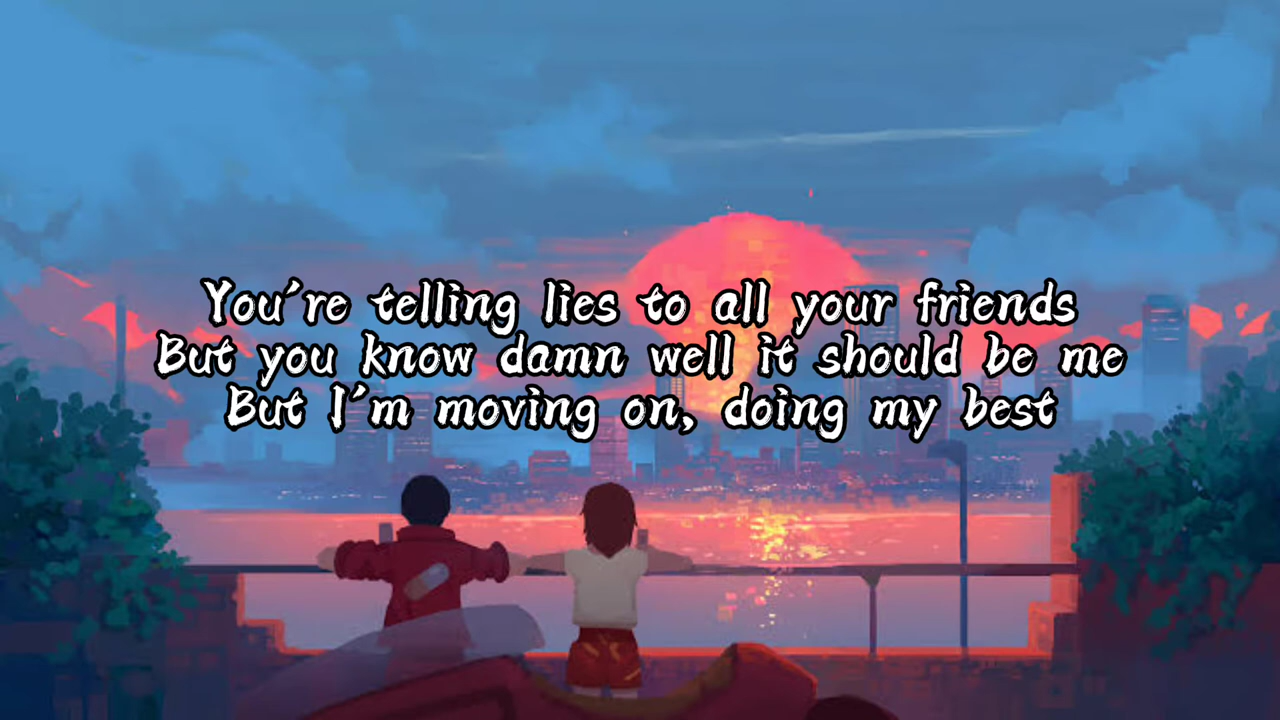 You're telling lies to all your friends
But you know damn well it should be me
But I'm moving on, doing my best